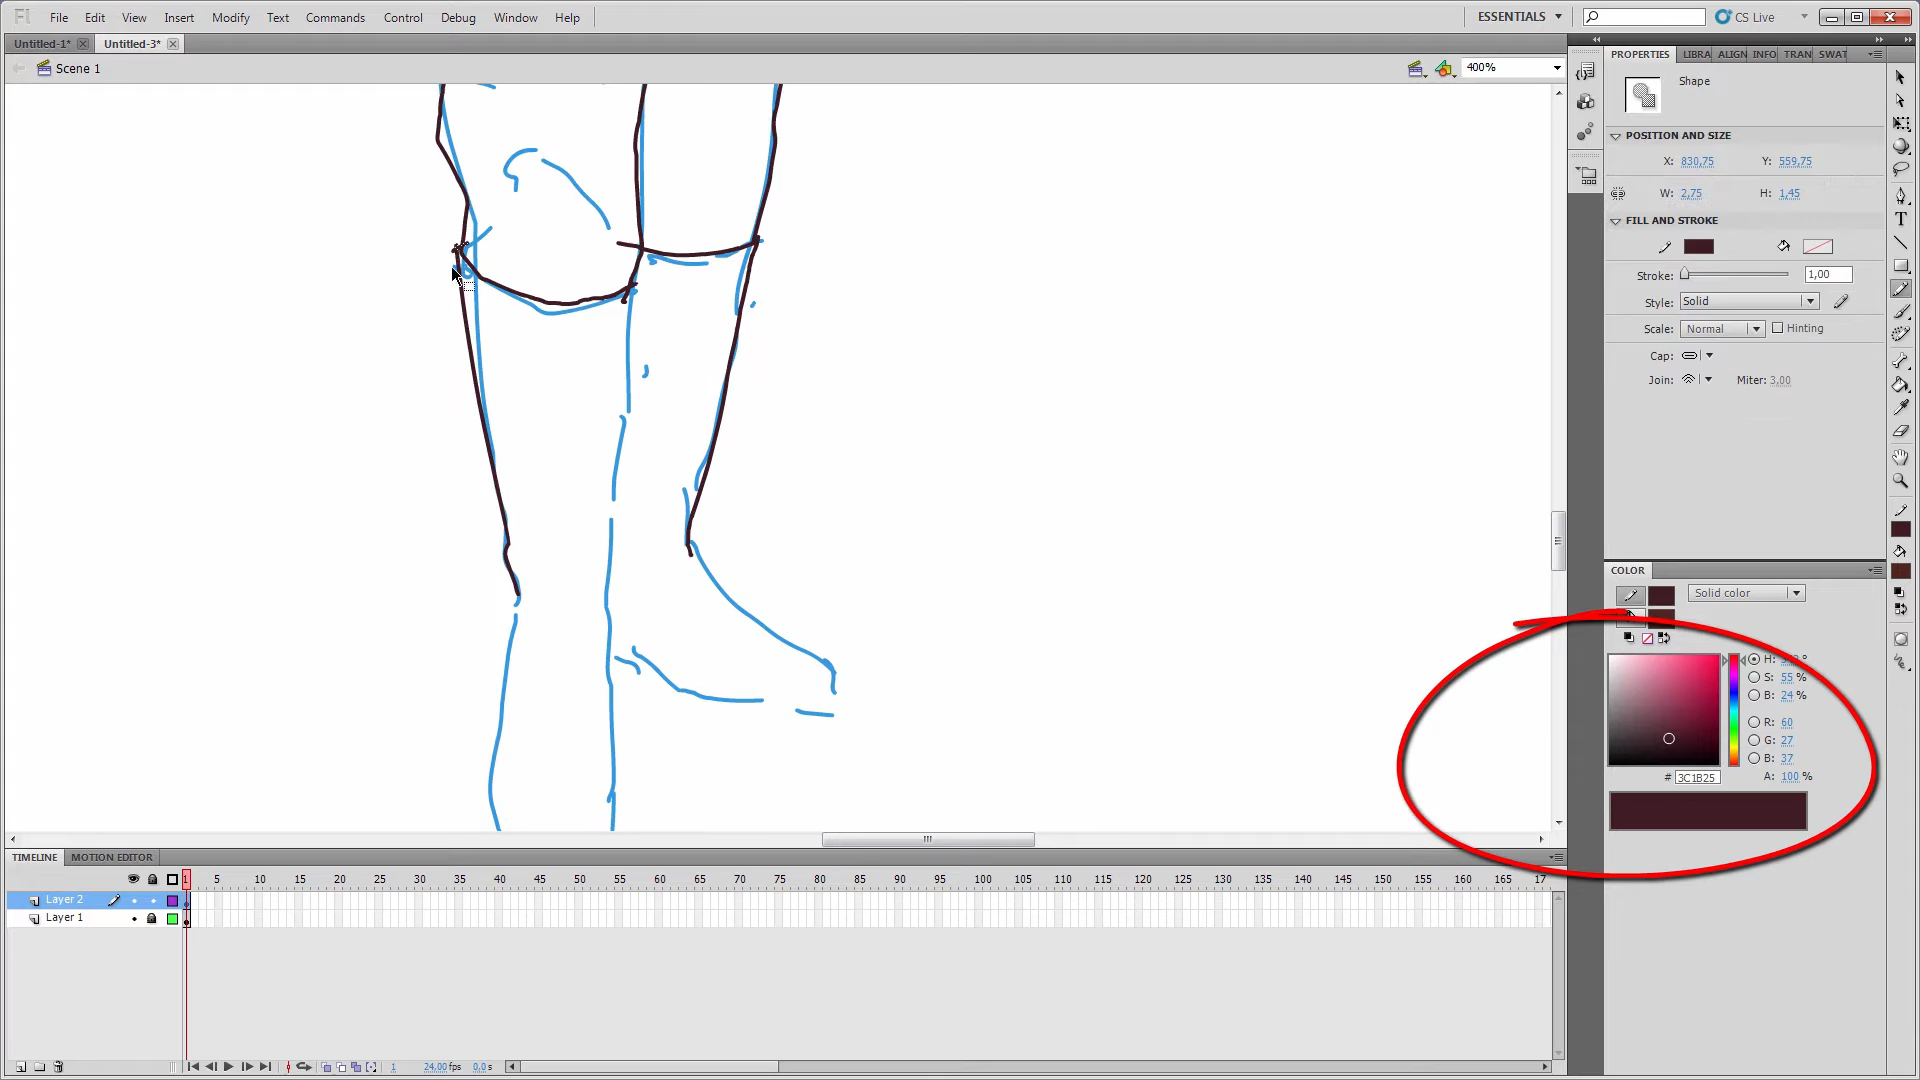 Fl File Edit View Insert Modify Text Commands Control Debug Window Help ESSENTIALS CS Live
Untitled-1* Untitled-3*
Scene 1 400%
PROPERTIES LIBRA ALIGN INFO TRAN SWAT
Shape
POSITION AND SIZE
X: 830,75 Y: 559,75
W: 2,75 H: 1,45
FILL AND STROKE
Stroke: 1,00
Style: Solid
Scale: Normal Hinting
Cap:
Join: Miter: 3,00
COLOR
Solid color
H: °
S: 55 %
B: 24 %
R: 60
G: 27
B: 37
A: 100 %
# 3C1B25
TIMELINE MOTION EDITOR
1 5 10 15 20 25 30 35 40 45 50 55 60 65 70 75 80 85 90 95 100 105 110 115 120 125 130 135 140 145 150 155 160 165 17
Layer 2
Layer 1
1 24,00 fps 0.0 s